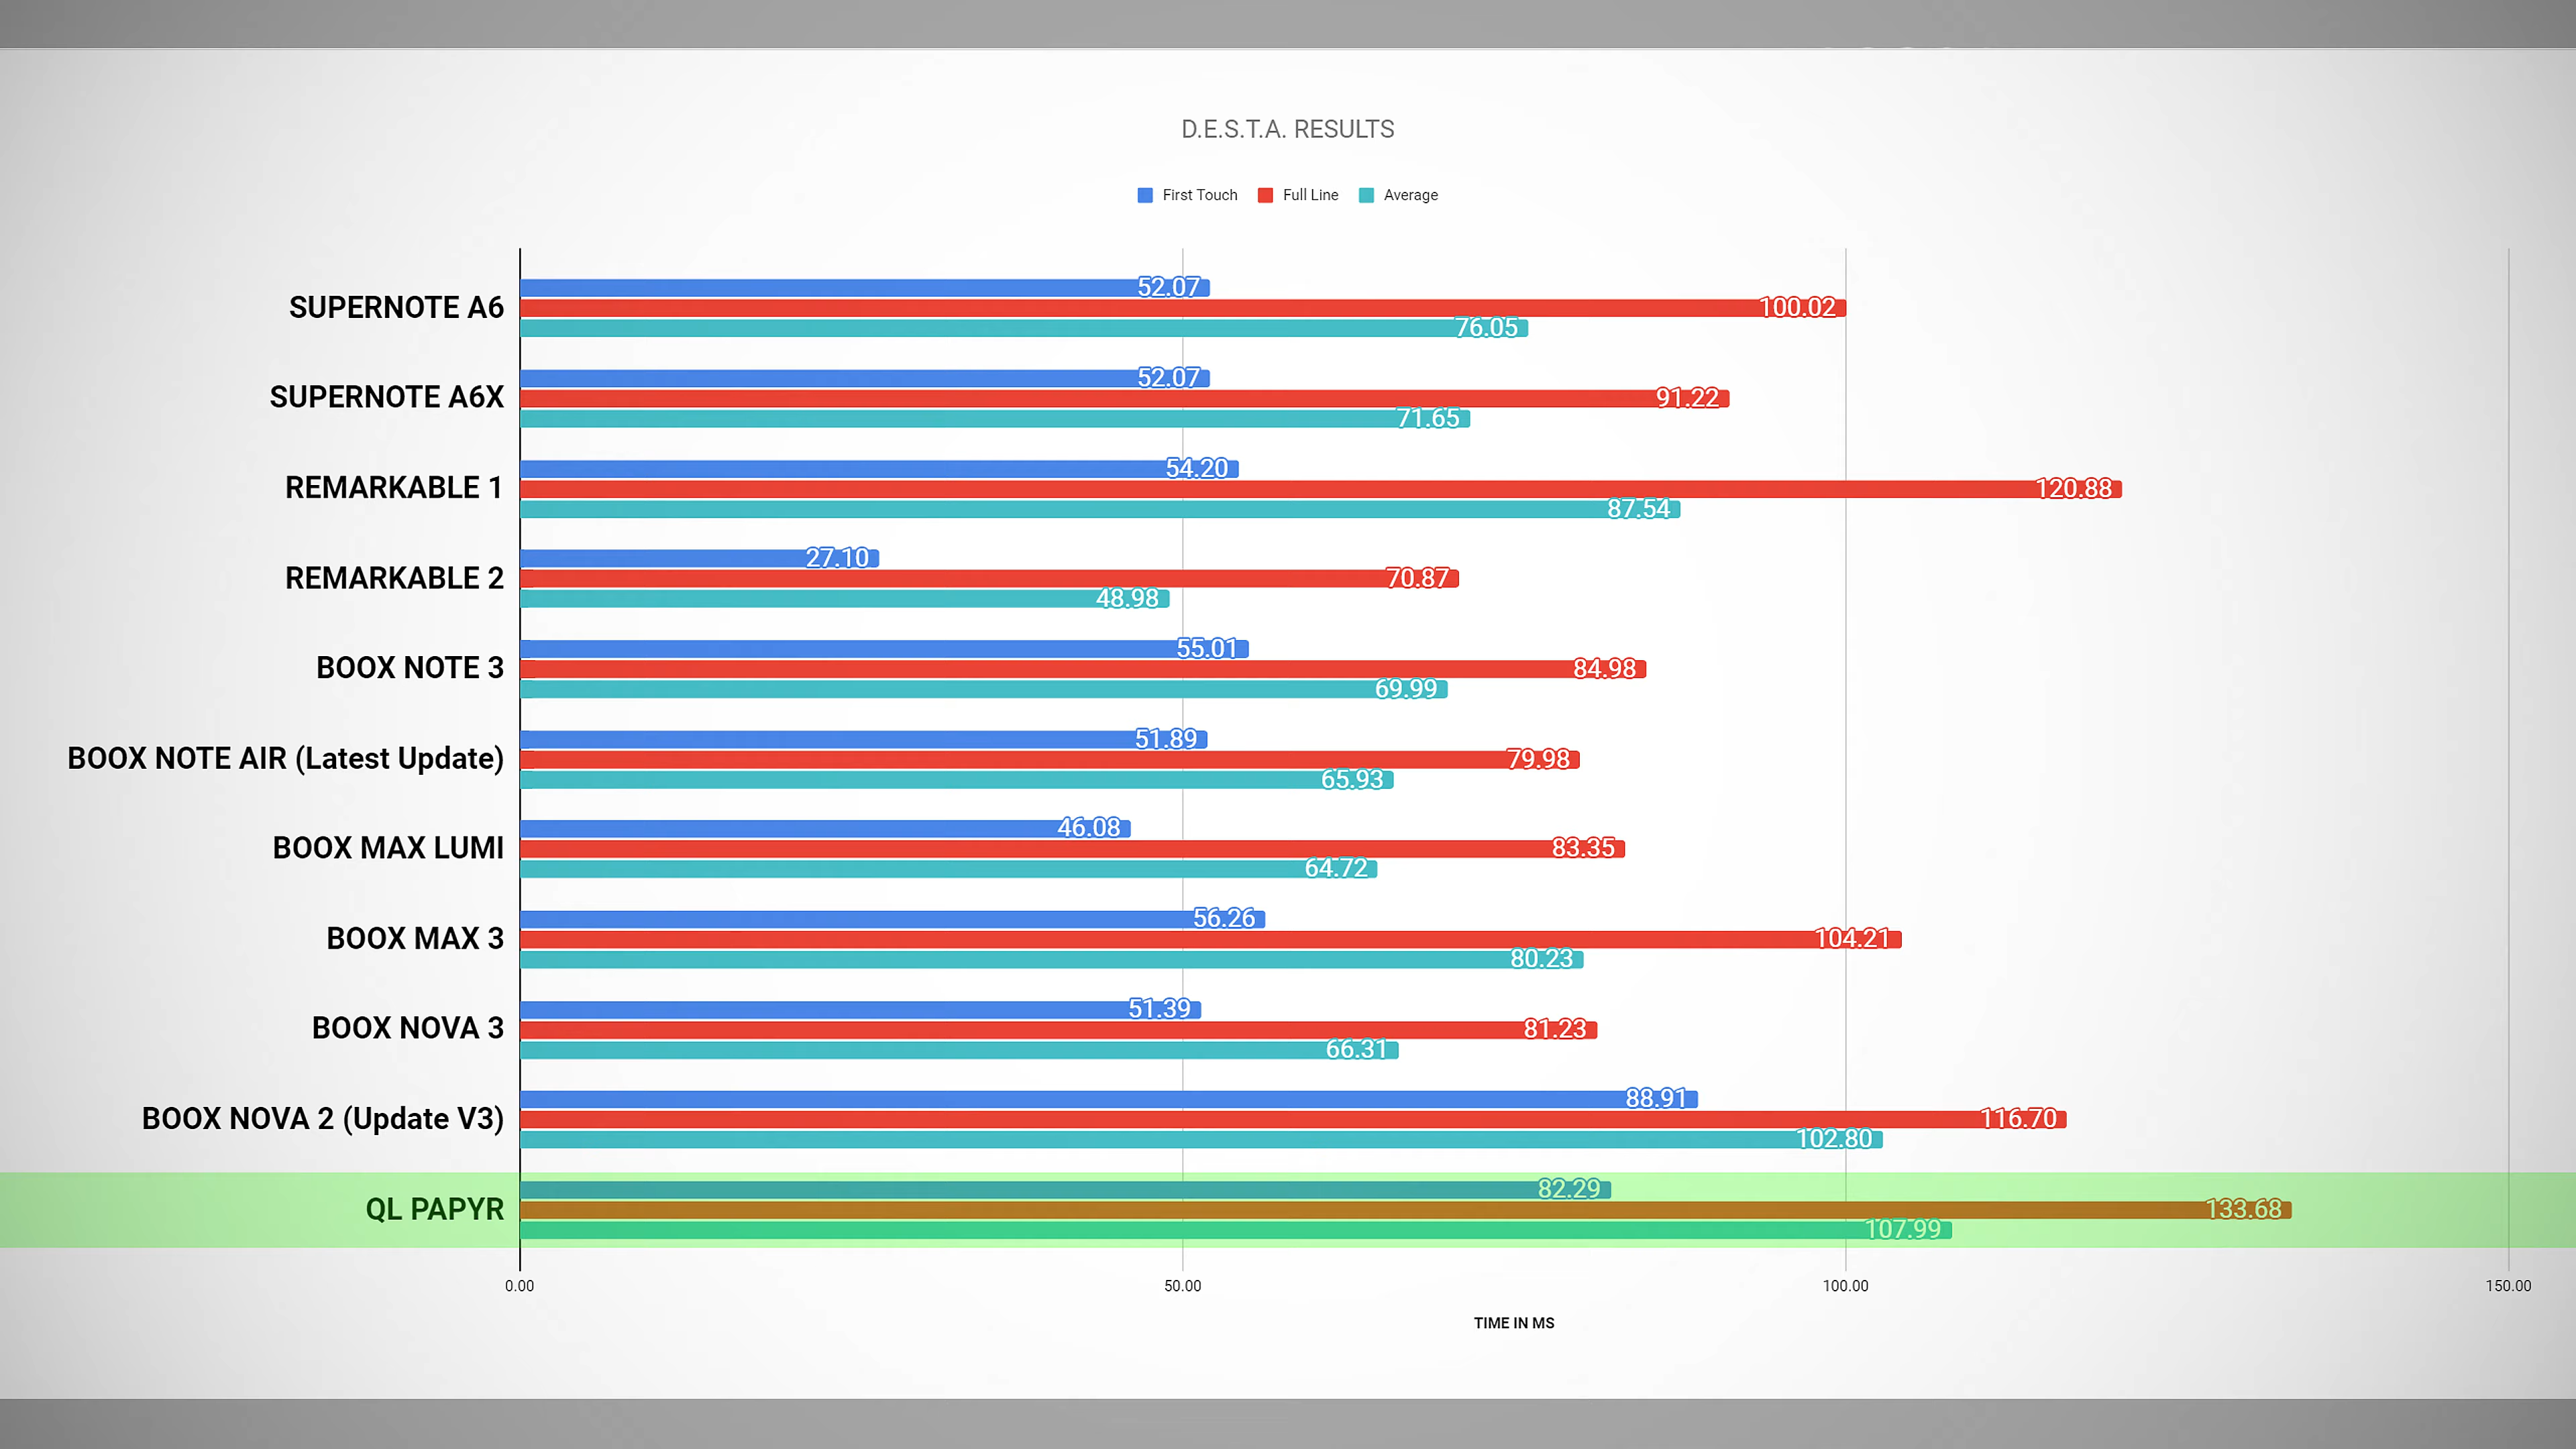 D.E.S.T.A. RESULTS
First Touch Full Line Average
SUPERNOTE A6
52.07
100.02
76.05
SUPERNOTE A6X
52.07
91.22
71.65
REMARKABLE 1
54.20
120.88
87.54
REMARKABLE 2
27.10
70.87
48.98
BOOX NOTE 3
55.01
84.98
69.99
BOOX NOTE AIR (Latest Update)
51.89
79.98
65.93
BOOX MAX LUMI
46.08
83.35
64.72
BOOX MAX 3
56.26
104.21
80.23
BOOX NOVA 3
51.39
81.23
66.31
BOOX NOVA 2 (Update V3)
88.91
116.70
102.80
QL PAPYR
82.29
133.68
107.99
0.00 50.00 100.00 150.00
TIME IN MS